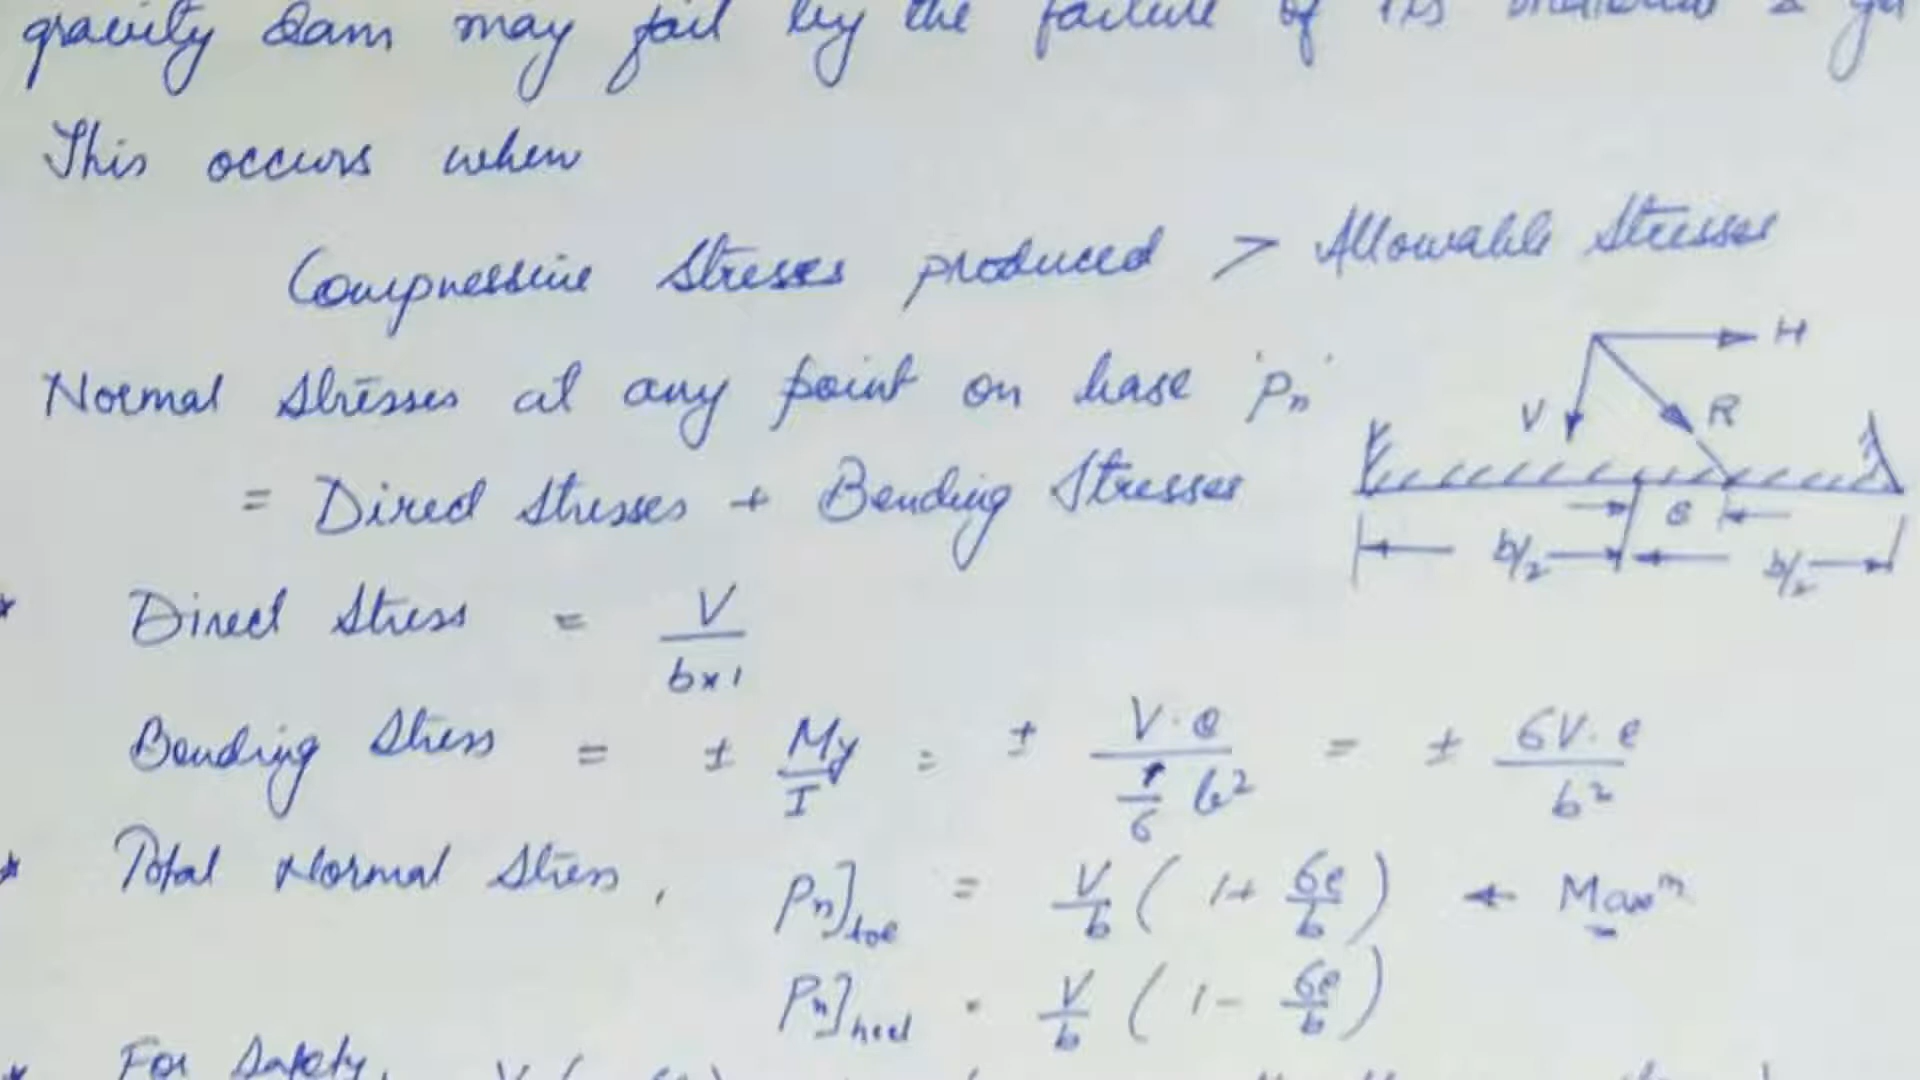 gravity Dam may fail by the failure of its material
This occurs when
Compressive Stresses produced > Allowable Stresses
Normal Stresses at any point on base 'Pn'
= Direct Stresses + Bending Stresses
H
V
R
e
b/2
b/2
* Direct Stress = V / b×1
Bending Stress = ± My/I = ± V·e / (1/6 b²) = ± 6V·e / b²
* Total Normal Stress, Pn]toe = V/b ( 1 + 6e/b ) ← Maxm
Pn]heel = V/b ( 1 - 6e/b )
* For Safety,